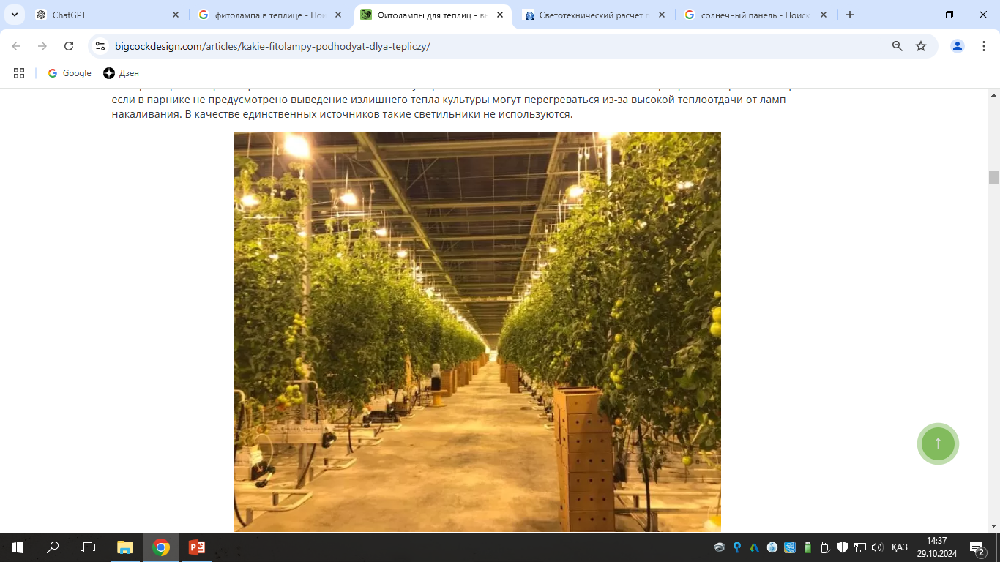 ChatGPT
фитолампа в теплице - Пои
Фитолампы для теплиц - вы
Светотехнический расчет п
солнечный панель - Поиск
bigcockdesign.com/articles/kakie-fitolampy-podhodyat-dlya-tepliczy/
Google
Дзен
если в парнике не предусмотрено выведение излишнего тепла культуры могут перегреваться из-за высокой теплоотдачи от ламп
накаливания. В качестве единственных источников такие светильники не используются.
ҚАЗ
14:37
29.10.2024
2